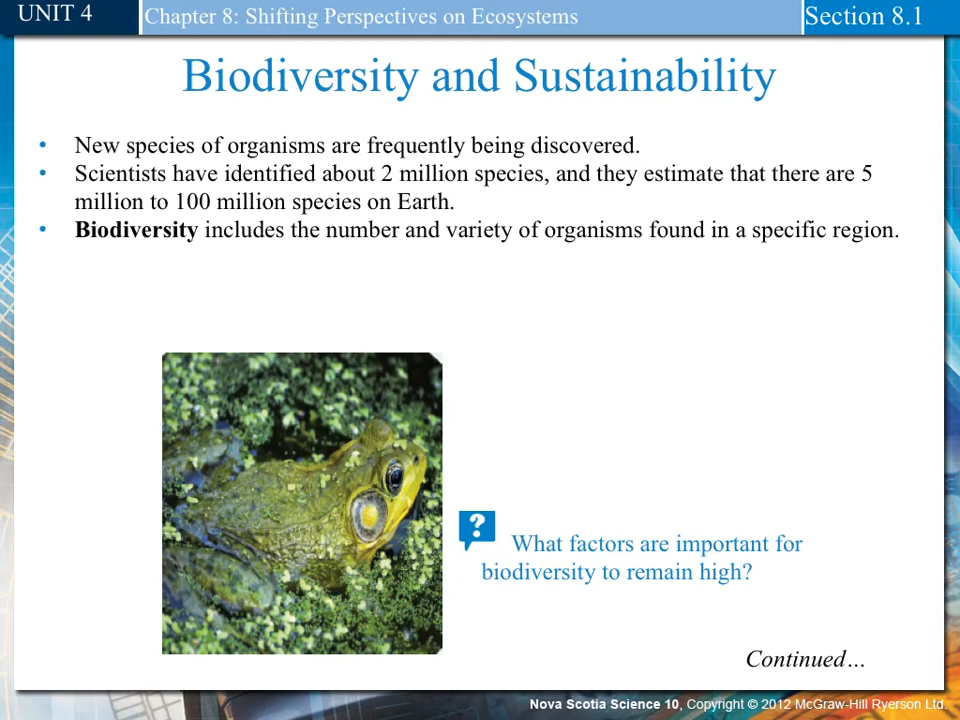 UNIT 4
Chapter 8: Shifting Perspectives on Ecosystems
Section 8.1
Biodiversity and Sustainability
• New species of organisms are frequently being discovered.
• Scientists have identified about 2 million species, and they estimate that there are 5
million to 100 million species on Earth.
• Biodiversity includes the number and variety of organisms found in a specific region.
?
What factors are important for
biodiversity to remain high?
Continued…
Nova Scotia Science 10, Copyright © 2012 McGraw-Hill Ryerson Ltd.